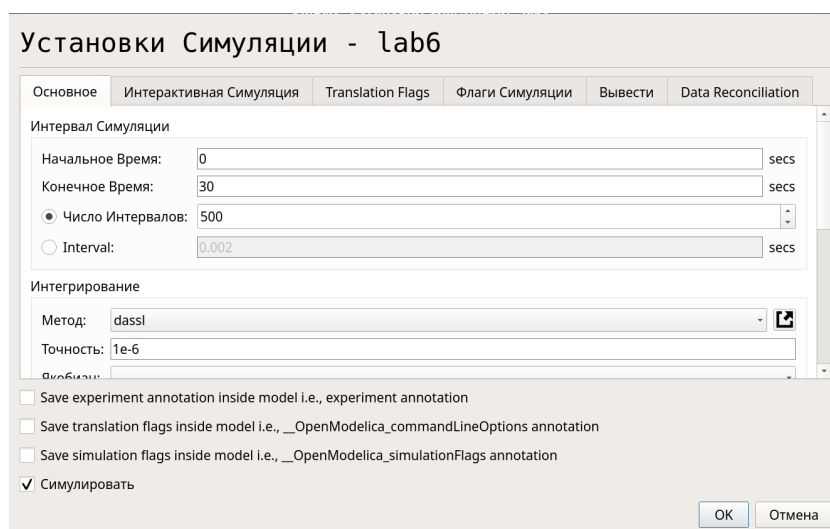 Установки Симуляции - lab6
Основное Интерактивная Симуляция Translation Flags Флаги Симуляции Вывести Data Reconciliation
Интервал Симуляции
Начальное Время: 0 secs
Конечное Время: 30 secs
Число Интервалов: 500
Interval: 0.002 secs
Интегрирование
Метод: dassl
Точность: 1e-6
Якобиан:
Save experiment annotation inside model i.e., experiment annotation
Save translation flags inside model i.e., __OpenModelica_commandLineOptions annotation
Save simulation flags inside model i.e., __OpenModelica_simulationFlags annotation
Симулировать
OK Отмена